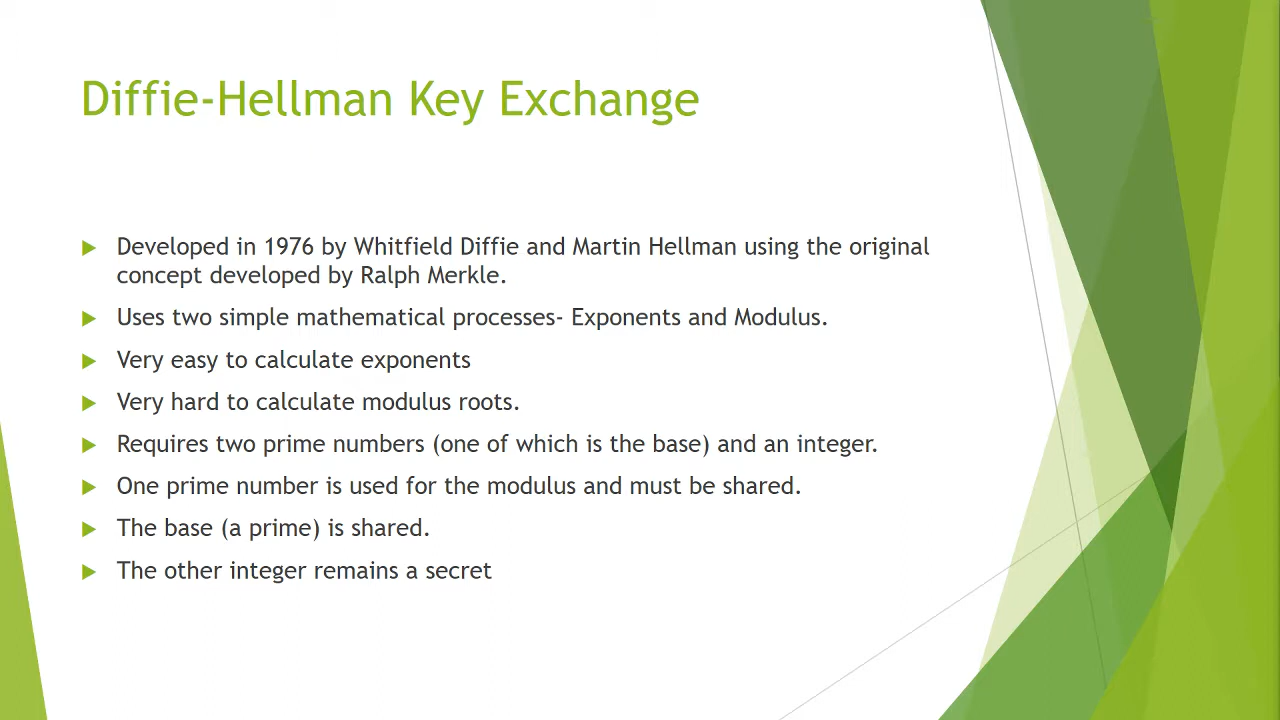 Diffie-Hellman Key Exchange
Developed in 1976 by Whitfield Diffie and Martin Hellman using the original
concept developed by Ralph Merkle.
Uses two simple mathematical processes- Exponents and Modulus.
Very easy to calculate exponents
Very hard to calculate modulus roots.
Requires two prime numbers (one of which is the base) and an integer.
One prime number is used for the modulus and must be shared.
The base (a prime) is shared.
The other integer remains a secret